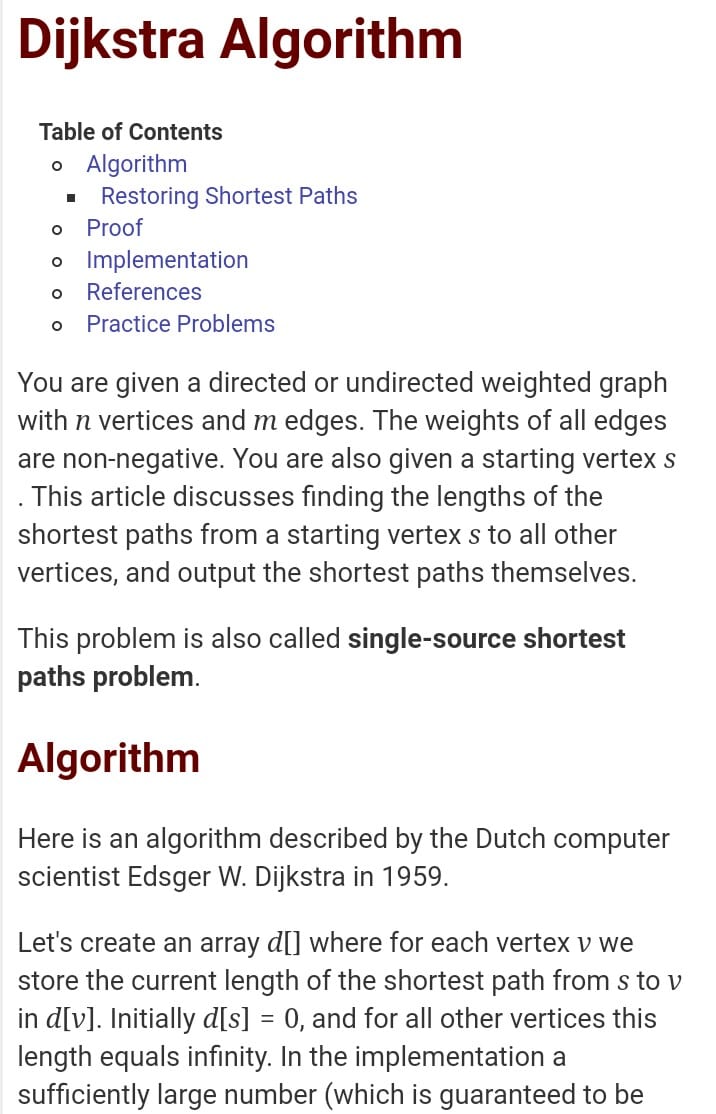 Dijkstra Algorithm
Table of Contents
Algorithm
Restoring Shortest Paths
Proof
Implementation
References
Practice Problems
You are given a directed or undirected weighted graph
with n vertices and m edges. The weights of all edges
are non-negative. You are also given a starting vertex s
. This article discusses finding the lengths of the
shortest paths from a starting vertex s to all other
vertices, and output the shortest paths themselves.
This problem is also called single-source shortest
paths problem.
Algorithm
Here is an algorithm described by the Dutch computer
scientist Edsger W. Dijkstra in 1959.
Let's create an array d[] where for each vertex v we
store the current length of the shortest path from s to v
in d[v]. Initially d[s] = 0, and for all other vertices this
length equals infinity. In the implementation a
sufficiently large number (which is guaranteed to be